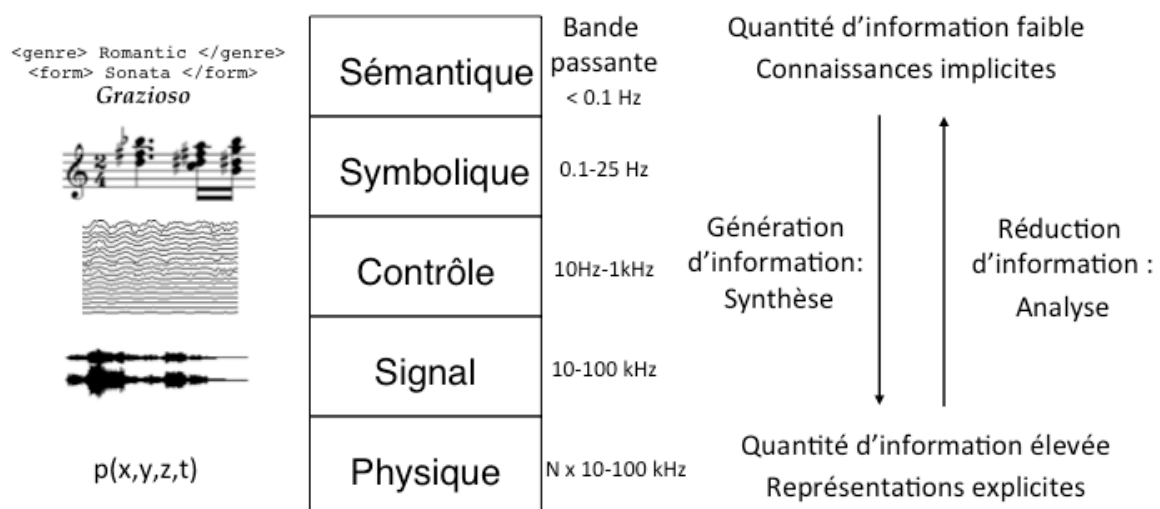 <genre> Romantic </genre>
<form> Sonata </form>
Grazioso
2
4
p(x,y,z,t)
Sémantique
Symbolique
Contrôle
Signal
Physique
Bande
passante
< 0.1 Hz
0.1-25 Hz
10Hz-1kHz
10-100 kHz
N x 10-100 kHz
Quantité d’information faible
Connaissances implicites
Génération
d’information:
Synthèse
Réduction
d’information :
Analyse
Quantité d’information élevée
Représentations explicites